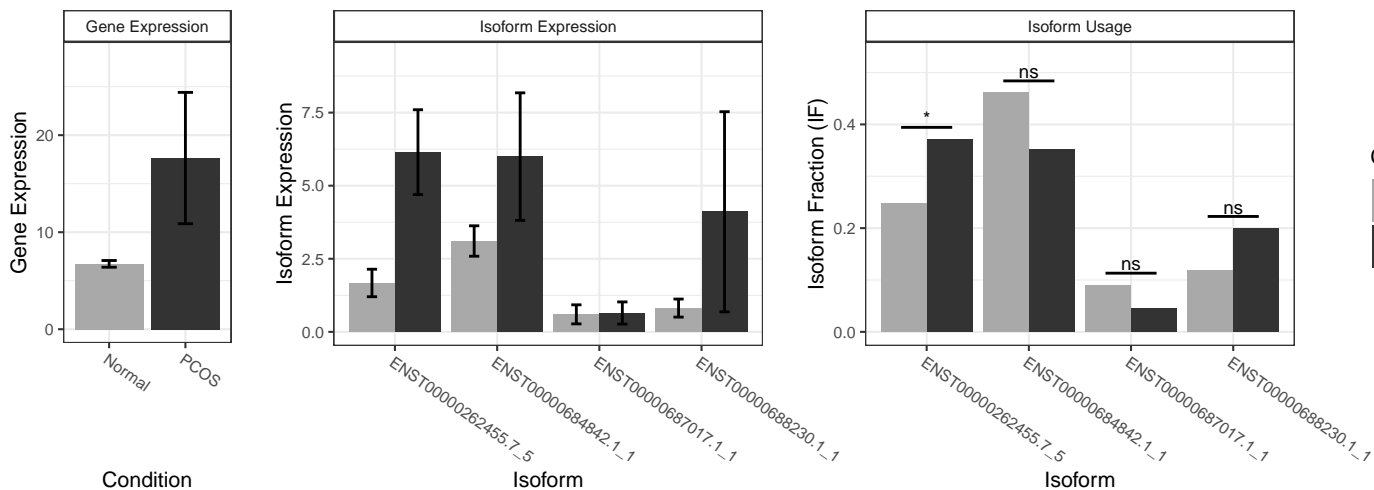 Gene Expression
Gene Expression
20
10
0
Normal
PCOS
Condition
Isoform Expression
Isoform Expression
7.5
5.0
2.5
0.0
ENST00000262455.7_5
ENST00000684842.1_1
ENST00000687017.1_1
ENST00000688230.1_1
Isoform
Isoform Usage
Isoform Fraction (IF)
0.4
0.2
0.0
*
ns
ns
ns
ENST00000262455.7_5
ENST00000684842.1_1
ENST00000687017.1_1
ENST00000688230.1_1
Isoform